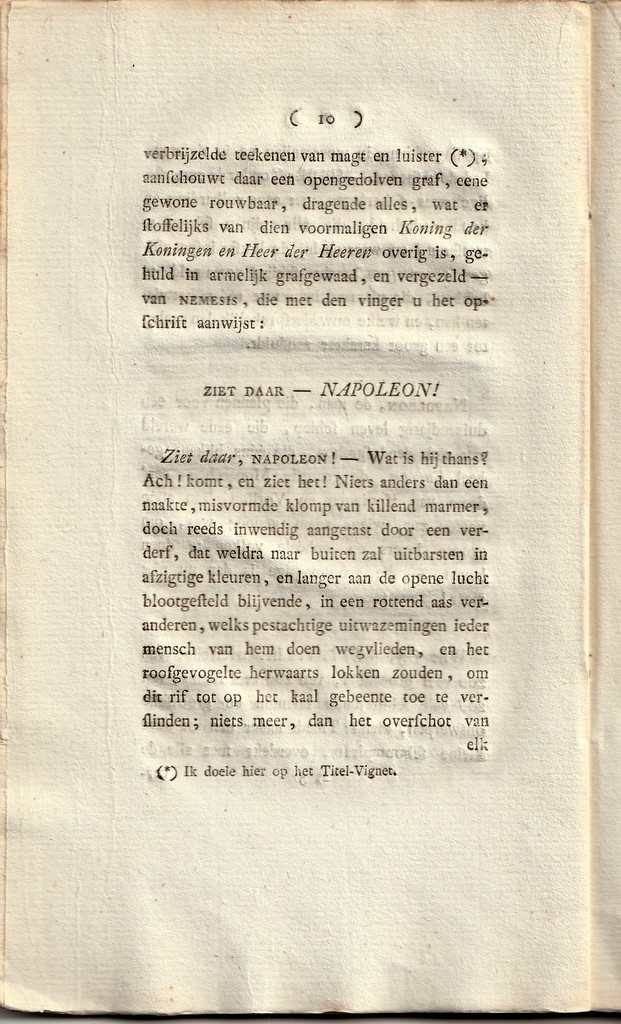 ( 10 )
verbrijzelde teekenen van magt en luister (*);
aanſchouwt daar een opengedolven graf, eene
gewone rouwbaar, dragende alles, wat er
ſtoffelijks van dien voormaligen Koning der
Koningen en Heer der Heeren overig is, ge-
huld in armelijk grafgewaad, en vergezeld —
van NEMESIS, die met den vinger u het op-
ſchrift aanwijst:
ZIET DAAR — NAPOLEON!
Ziet daar, NAPOLEON! — Wat is hij thans?
Ach! komt, en ziet het! Niets anders dan een
naakte, misvormde klomp van killend marmer,
doch reeds inwendig aangetast door een ver-
derf, dat weldra naar buiten zal uitbarsten in
afzigtige kleuren, en langer aan de opene lucht
blootgeſteld blijvende, in een rottend aas ver-
anderen, welks pestachtige uitwazemingen ieder
mensch van hem doen wegvlieden, en het
roofgevogelte herwaarts lokken zouden, om
dit rif tot op het kaal gebeente toe te ver-
ſlinden; niets meer, dan het overſchot van
elk
(*) Ik doele hier op het Titel-Vignet.